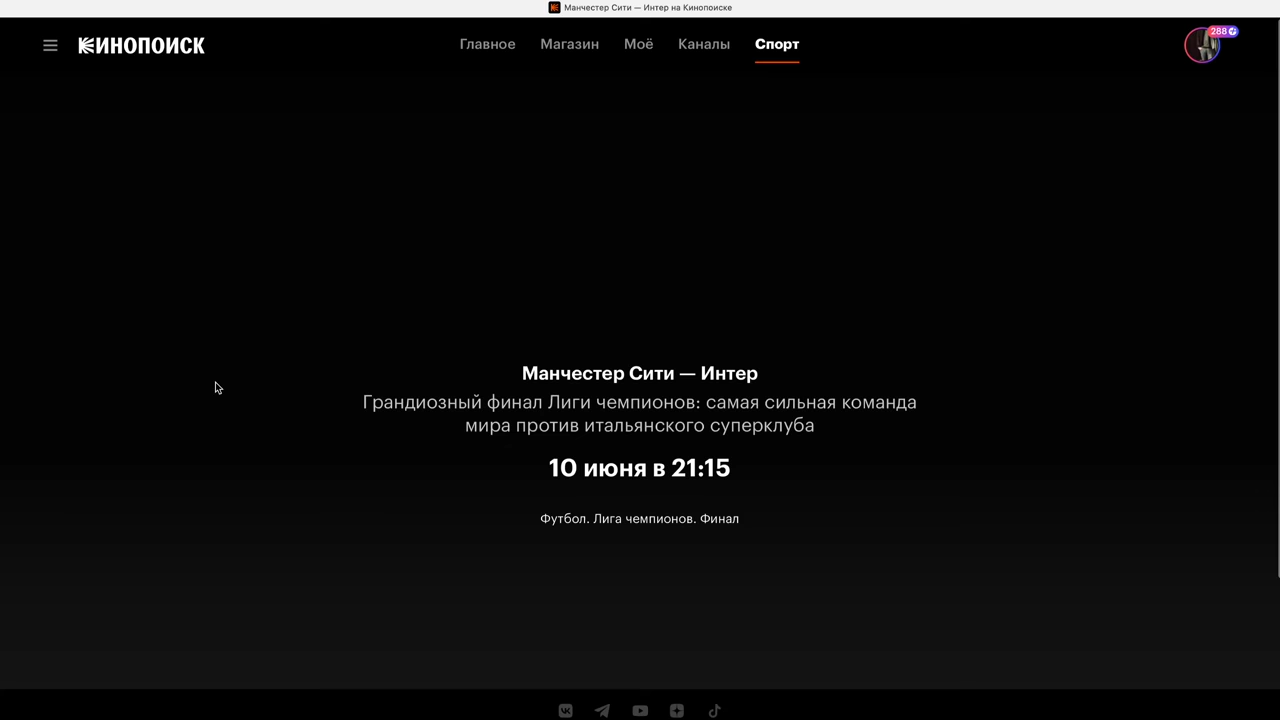 Манчестер Сити — Интер на Кинопоиске
КИНОПОИСК
Главное Магазин Моё Каналы Спорт
288
Манчестер Сити — Интер
Грандиозный финал Лиги чемпионов: самая сильная команда
мира против итальянского суперклуба
10 июня в 21:15
Футбол. Лига чемпионов. Финал